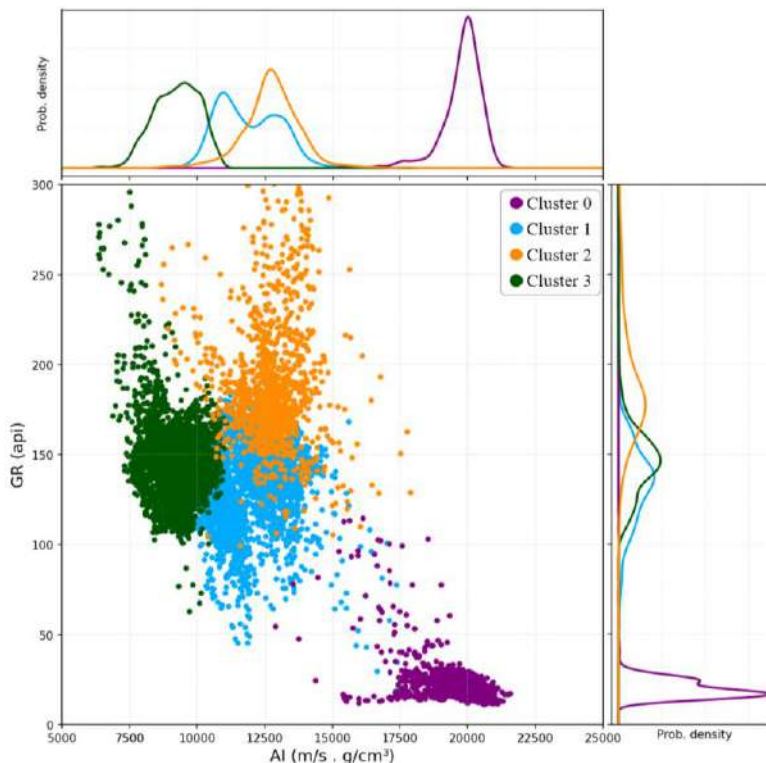 Prob. density
300
250
200
150
100
50
0
GR (api)
Cluster 0
Cluster 1
Cluster 2
Cluster 3
5000 7500 10000 12500 15000 17500 20000 22500 25000
AI (m/s . g/cm³)
Prob. density